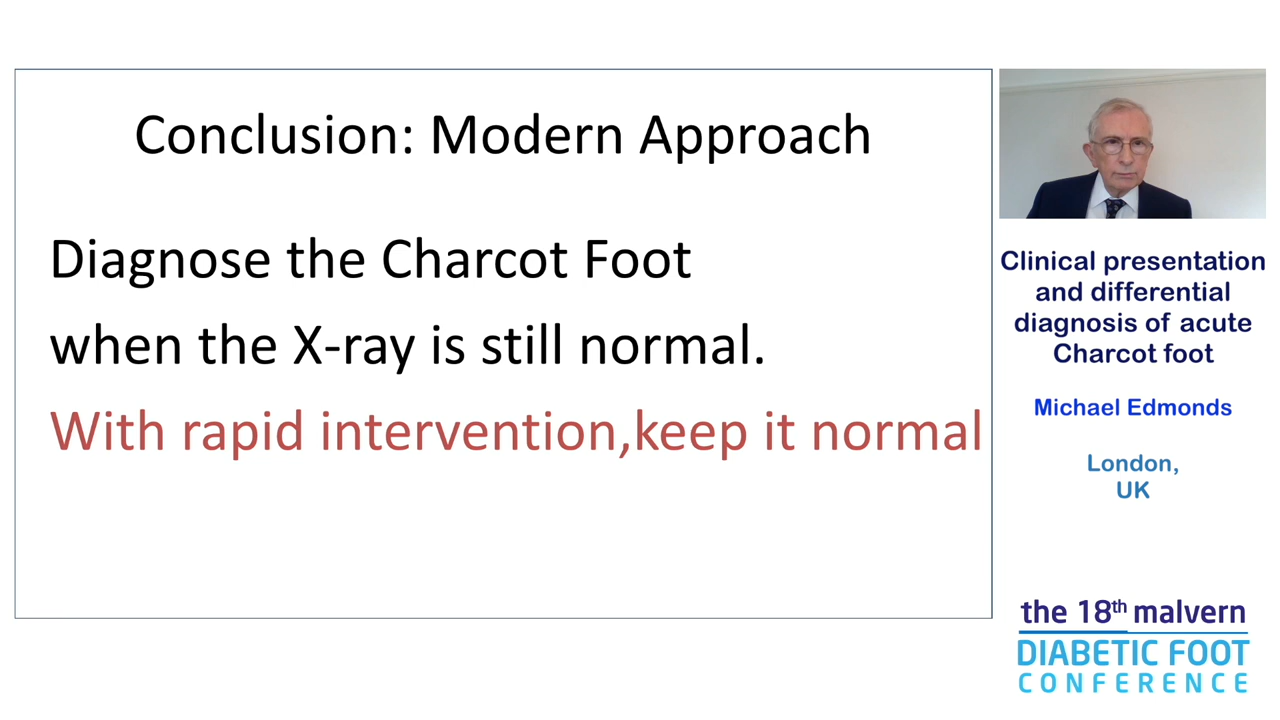 Conclusion: Modern Approach
Diagnose the Charcot Foot
when the X-ray is still normal.
With rapid intervention,keep it normal
Clinical presentation
and differential
diagnosis of acute
Charcot foot
Michael Edmonds
London,
UK
the 18th malvern
DIABETIC FOOT
CONFERENCE